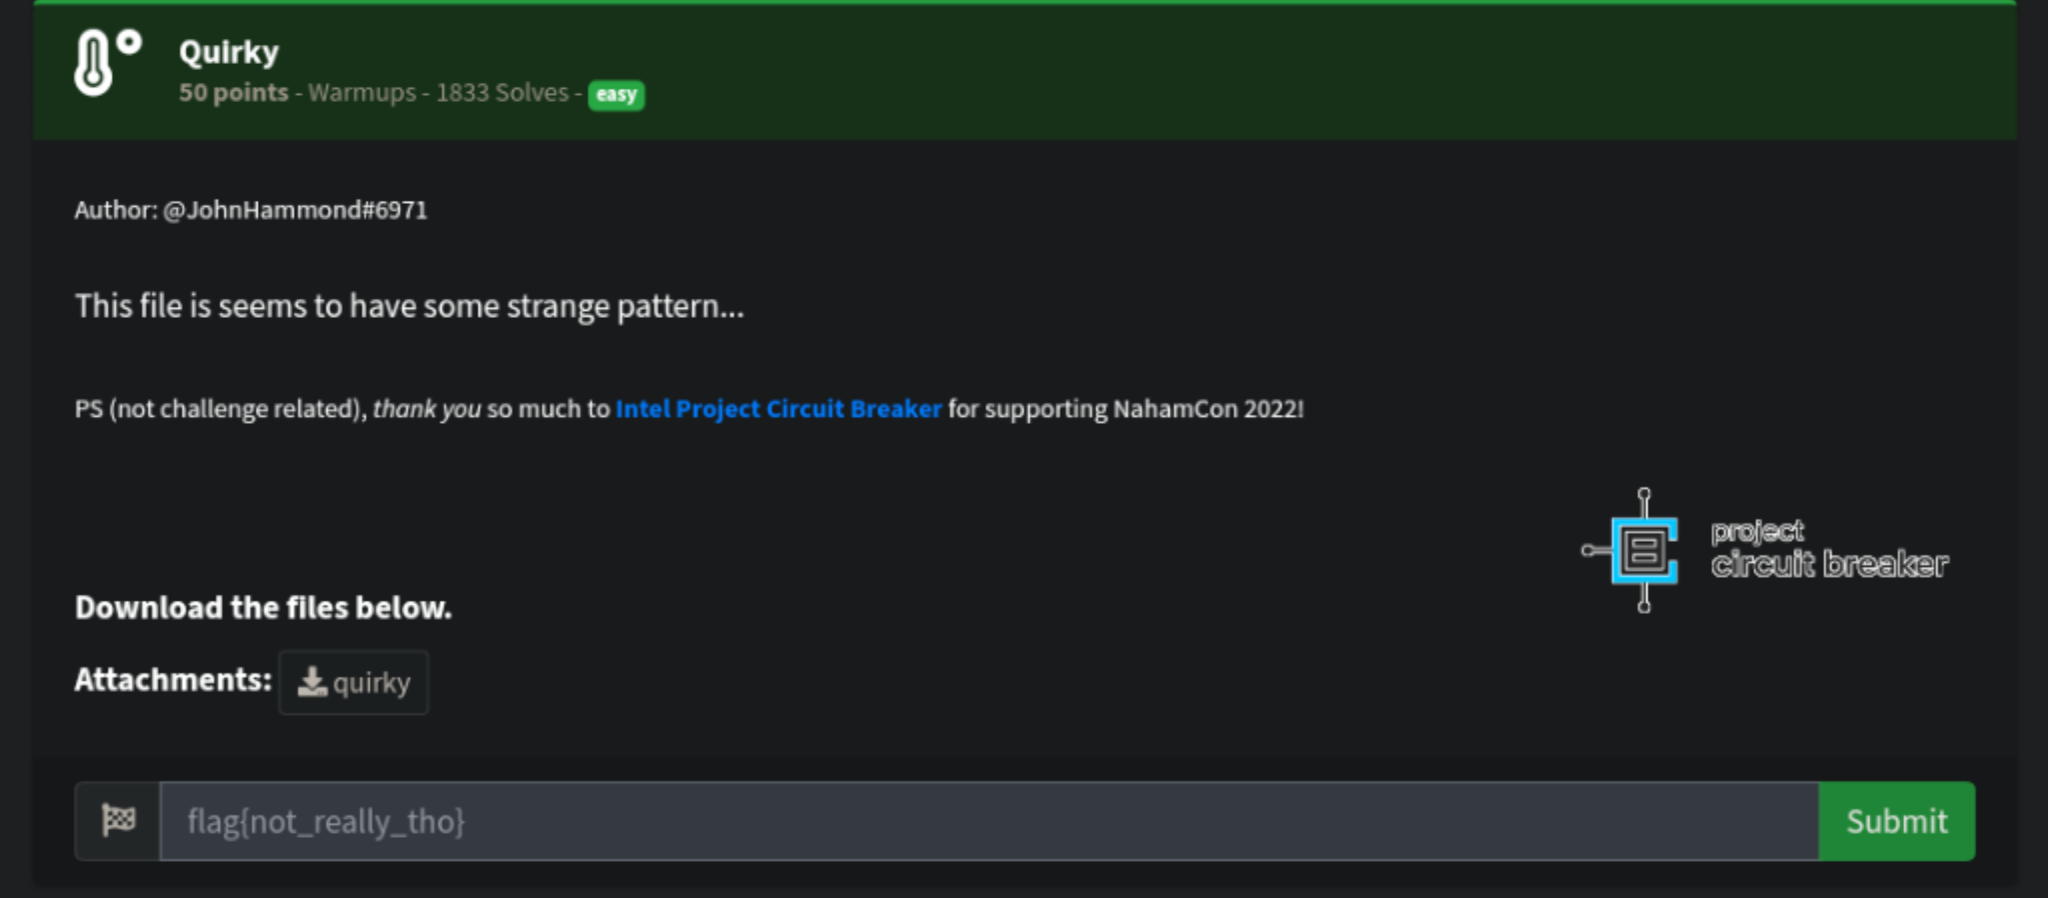 Quirky
50 points - Warmups - 1833 Solves - easy
Author: @JohnHammond#6971
This file is seems to have some strange pattern...
PS (not challenge related), thank you so much to Intel Project Circuit Breaker for supporting NahamCon 2022!
project
circuit breaker
Download the files below.
Attachments: quirky
flag{not_really_tho}
Submit